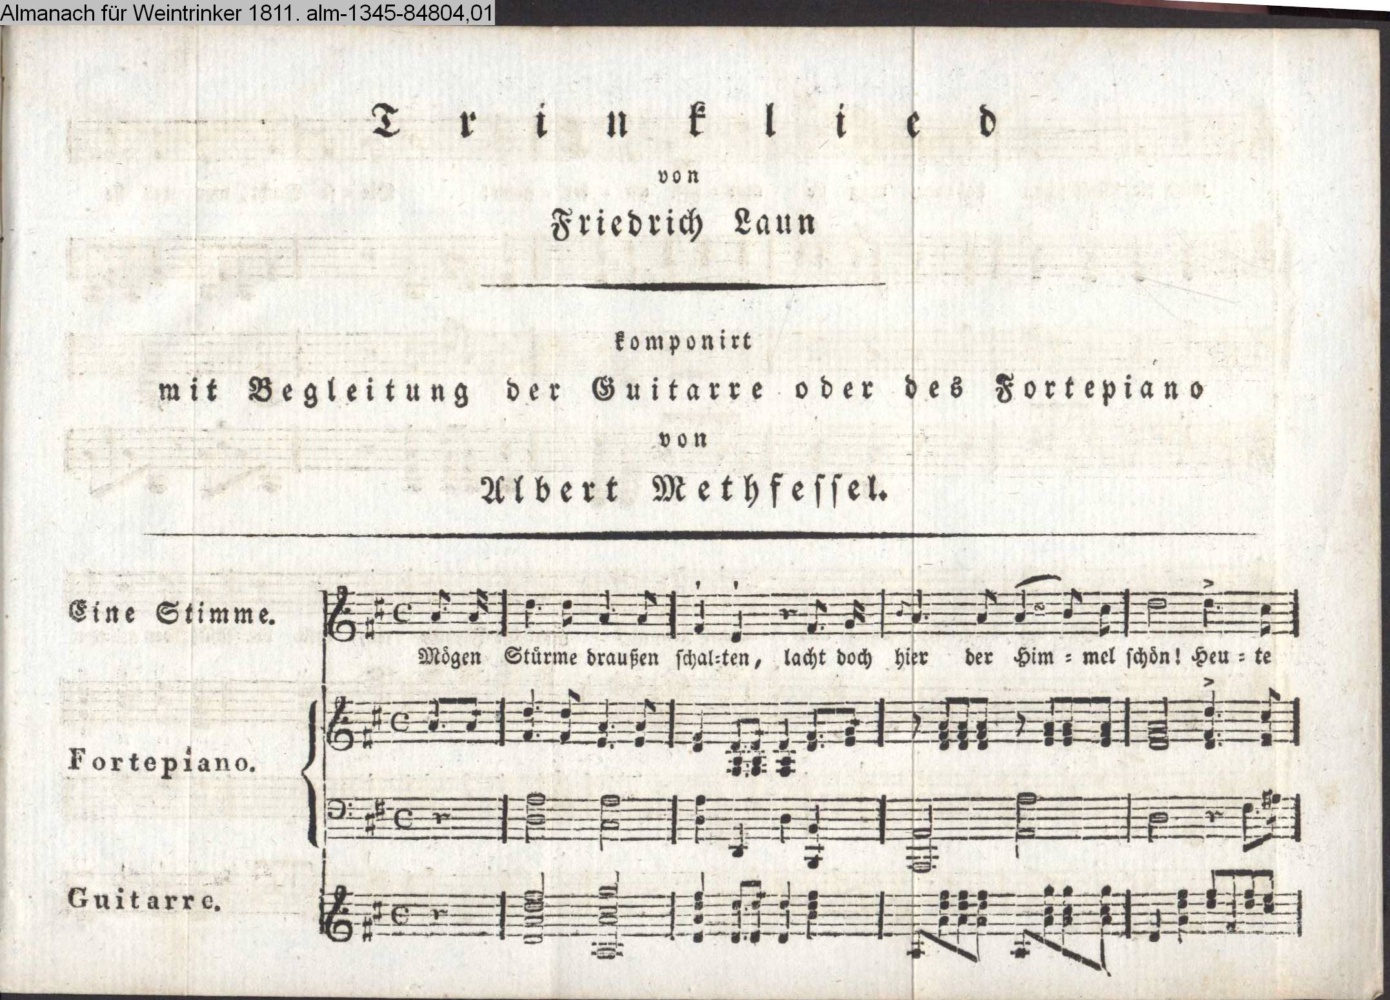 Almanach für Weintrinker 1811. alm-1345-84804,01
Trinklied
von
Friedrich Laun
komponirt
mit Begleitung der Guitarre oder des Fortepiano
von
Albert Methfessel.
Eine Stimme.
Mögen Stürme draußen schal=ten, lacht doch hier der Him=mel schön! Heu=te
Fortepiano.
Guitarre.